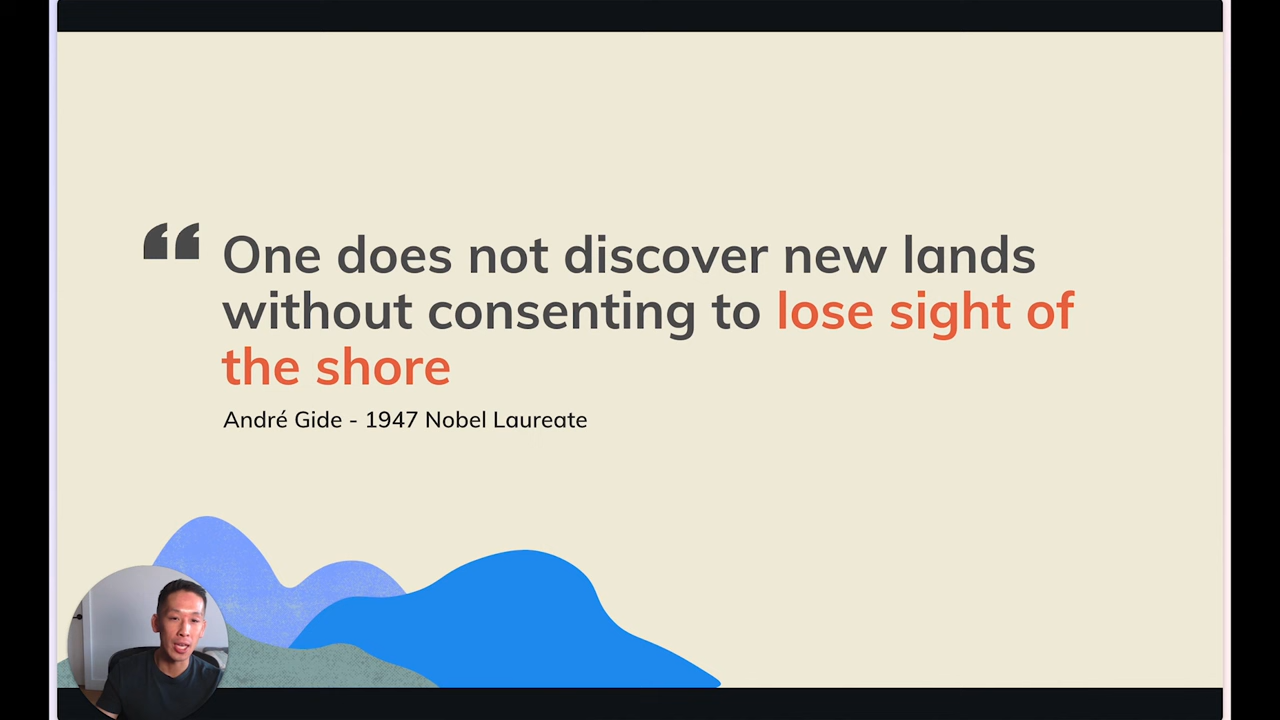 “ One does not discover new lands
without consenting to lose sight of
the shore
André Gide - 1947 Nobel Laureate